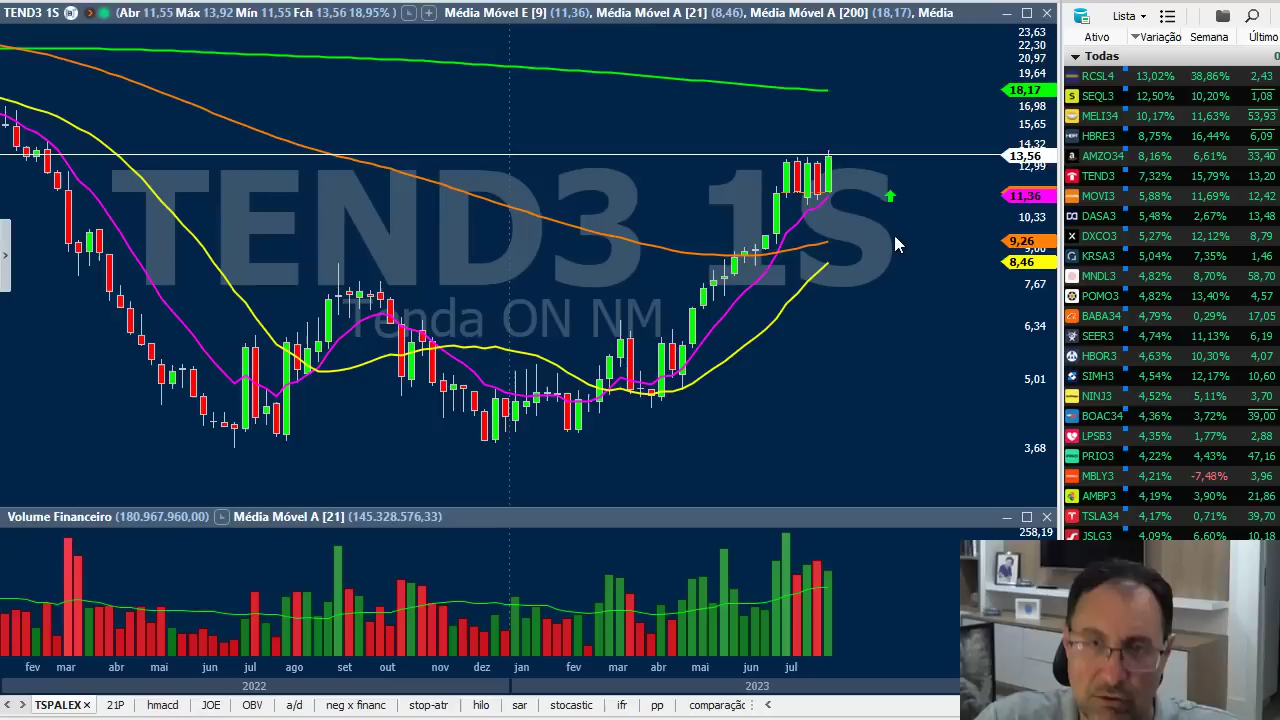 TEND3 1S (Abr 11,55 Máx 13,92 Mín 11,55 Fch 13,56 18,95%) Média Móvel E [9] (11,36), Média Móvel A [21] (8,46), Média Móvel A [200] (18,17), Média
23,63
22,30
20,97
19,64
18,17
16,98
15,65
14,32
13,56
12,99
11,36
10,33
9,26
9,00
8,46
7,67
6,34
5,01
3,68
TEND3 1S
Tenda ON NM
Volume Financeiro (180.967.960,00) Média Móvel A [21] (145.328.576,33)
258,19
fev mar abr mai jun jul ago set out nov dez jan fev mar abr mai jun jul
2022 2023
TSPALEX × 21P hmacd JOE OBV a/d neg x financ stop-atr hilo sar stocastic ifr pp comparação
Lista
Ativo Variação Semana Último
Todas 0
RCSL4 13,02% 38,86% 2,43
SEQL3 12,50% 10,20% 1,08
MELI34 10,17% 11,63% 53,93
HBRE3 8,75% 16,44% 6,09
AMZO34 8,16% 6,61% 33,40
TEND3 7,32% 15,79% 13,20
MOVI3 5,88% 11,69% 12,42
DASA3 5,48% 2,67% 13,48
DXCO3 5,27% 12,12% 8,79
KRSA3 5,04% 7,35% 1,46
MNDL3 4,82% 8,70% 58,70
POMO3 4,82% 13,40% 4,57
BABA34 4,79% 0,29% 17,05
SEER3 4,74% 11,13% 6,19
HBOR3 4,63% 10,30% 4,07
SIMH3 4,54% 12,17% 10,60
NINJ3 4,52% 5,11% 3,70
BOAC34 4,36% 3,72% 39,00
LPSB3 4,35% 1,77% 2,88
PRIO3 4,22% 4,43% 47,16
MBLY3 4,21% -7,48% 3,96
AMBP3 4,19% 3,90% 21,86
TSLA34 4,17% 0,71% 39,70
JSLG3 4,09% 6,60% 10,18